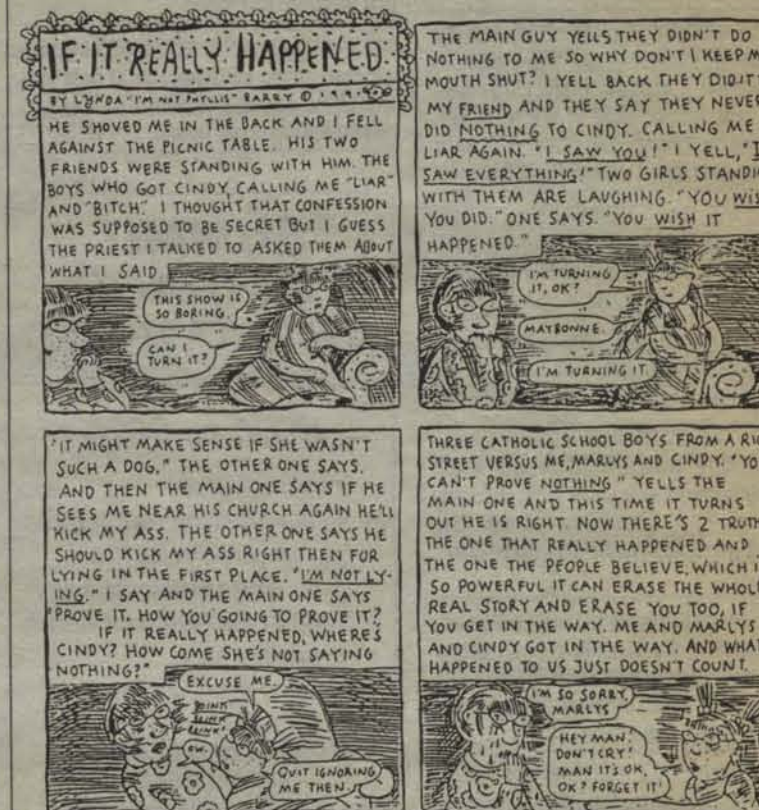 IF IT REALLY HAPPENED
BY LYNDA "I'M NOT PHYLLIS" BARRY © 1990
HE SHOVED ME IN THE BACK AND I FELL
AGAINST THE PICNIC TABLE. HIS TWO
FRIENDS WERE STANDING WITH HIM. THE
BOYS WHO GOT CINDY, CALLING ME "LIAR"
AND "BITCH." I THOUGHT THAT CONFESSION
WAS SUPPOSED TO BE SECRET BUT I GUESS
THE PRIEST I TALKED TO ASKED THEM ABOUT
WHAT I SAID.
THIS SHOW IS
SO BORING.
CAN I
TURN IT?
THE MAIN GUY YELLS THEY DIDN'T DO
NOTHING TO ME SO WHY DON'T I KEEP M
MOUTH SHUT? I YELL BACK THEY DID IT T
MY FRIEND AND THEY SAY THEY NEVER
DID NOTHING TO CINDY. CALLING ME
LIAR AGAIN. "I SAW YOU!" I YELL, "I
SAW EVERYTHING!" TWO GIRLS STANDIN
WITH THEM ARE LAUGHING. "YOU WIS
YOU DID." ONE SAYS. "YOU WISH IT
HAPPENED."
I'M TURNING
IT, OK?
MAYBONNE.
I'M TURNING IT.
"IT MIGHT MAKE SENSE IF SHE WASN'T
SUCH A DOG," THE OTHER ONE SAYS.
AND THEN THE MAIN ONE SAYS IF HE
SEES ME NEAR HIS CHURCH AGAIN HE'LL
KICK MY ASS. THE OTHER ONE SAYS HE
SHOULD KICK MY ASS RIGHT THEN FOR
LYING IN THE FIRST PLACE. "I'M NOT LY-
ING." I SAY AND THE MAIN ONE SAYS
"PROVE IT. HOW YOU GOING TO PROVE IT?
IF IT REALLY HAPPENED, WHERE'S
CINDY? HOW COME SHE'S NOT SAYING
NOTHING?"
EXCUSE ME.
OW.
QUIT IGNORING
ME THEN.
THREE CATHOLIC SCHOOL BOYS FROM A RIC
STREET VERSUS ME, MARLYS AND CINDY. "YO
CAN'T PROVE NOTHING" YELLS THE
MAIN ONE AND THIS TIME IT TURNS
OUT HE IS RIGHT. NOW THERE'S 2 TRUTH
THE ONE THAT REALLY HAPPENED AND
THE ONE THE PEOPLE BELIEVE, WHICH I
SO POWERFUL IT CAN ERASE THE WHOL
REAL STORY AND ERASE YOU TOO, IF
YOU GET IN THE WAY. ME AND MARLYS
AND CINDY GOT IN THE WAY. AND WHAT
HAPPENED TO US JUST DOESN'T COUNT.
I'M SO SORRY,
MARLYS
HEY MAN!
DON'T CRY!
MAN IT'S OK,
OK? FORGET IT!